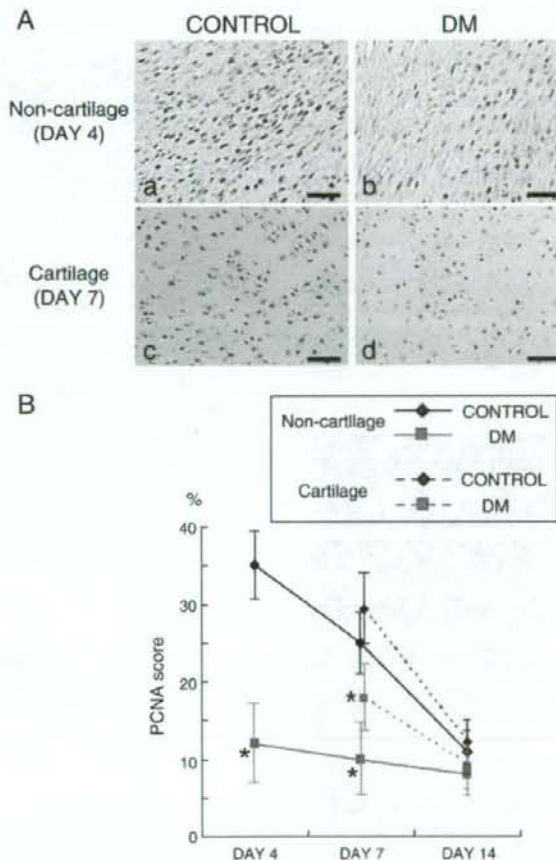 A CONTROL DM
Non-cartilage
(DAY 4)
a b
Cartilage
(DAY 7)
c d
B
Non-cartilage CONTROL
DM
Cartilage CONTROL
DM
%
40
30
20
10
0
PCNA score
*
*
*
DAY 4 DAY 7 DAY 14